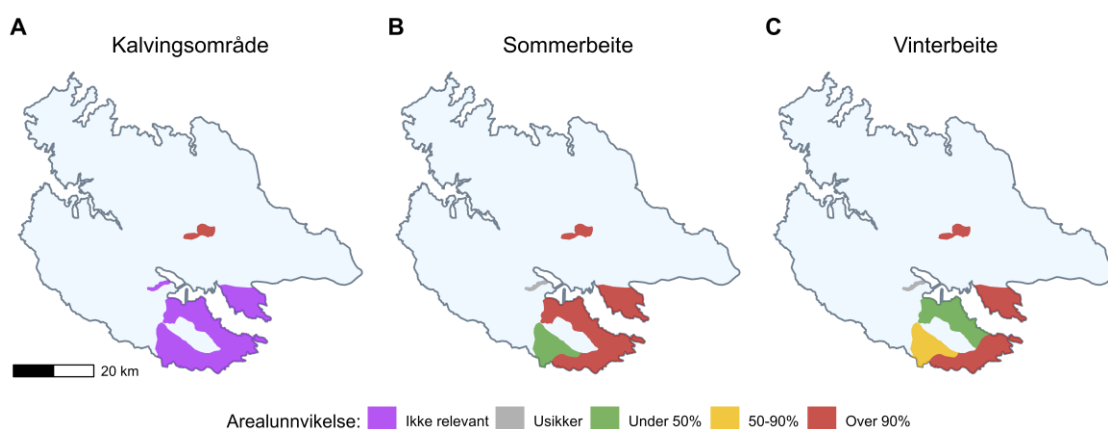 A
Kalvingsområde
B
Sommerbeite
C
Vinterbeite
20 km
Arealunnvikelse: Ikke relevant Usikker Under 50% 50-90% Over 90%